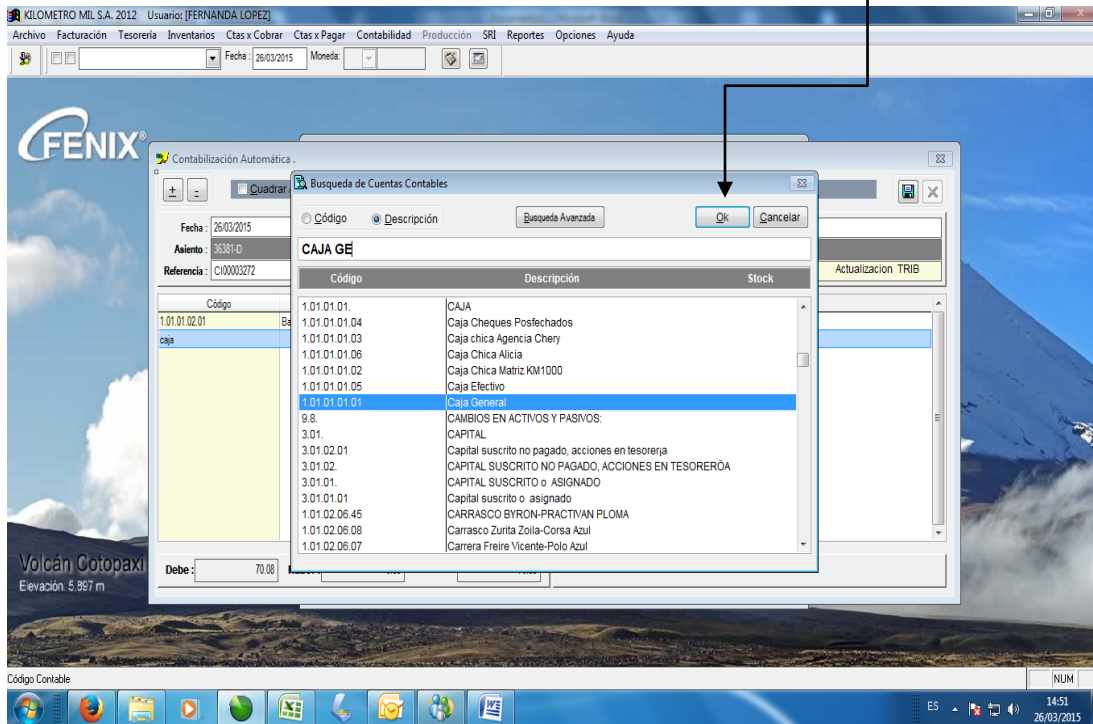 KILOMETRO MIL S.A. 2012 Usuario: [FERNANDA LOPEZ]
Archivo Facturación Tesorería Inventarios Ctas x Cobrar Ctas x Pagar Contabilidad Producción SRI Reportes Opciones Ayuda
Fecha : 26/03/2015 Moneda:
FENIX®
Contabilización Automática .
+ - Quadrar
Fecha : 26/03/2015
Asiento : 36381-D
Referencia : CI00003272
Actualizacion TRIB
Código
1.01.01.02.01 Ba
caja
Busqueda de Cuentas Contables
Código Descripción Busqueda Avanzada Ok Cancelar
CAJA GE
Código Descripción Stock
1.01.01.01. CAJA
1.01.01.01.04 Caja Cheques Posfechados
1.01.01.01.03 Caja chica Agencia Chery
1.01.01.01.06 Caja Chica Alicia
1.01.01.01.02 Caja Chica Matriz KM1000
1.01.01.01.05 Caja Efectivo
1.01.01.01.01 Caja General
9.8. CAMBIOS EN ACTIVOS Y PASIVOS:
3.01. CAPITAL
3.01.02.01 Capital suscrito no pagado, acciones en tesorerįa
3.01.02. CAPITAL SUSCRITO NO PAGADO, ACCIONES EN TESORERÖA
3.01.01. CAPITAL SUSCRITO o ASIGNADO
3.01.01.01 Capital suscrito o asignado
1.01.02.06.45 CARRASCO BYRON-PRACTIVAN PLOMA
1.01.02.06.08 Carrasco Zurita Zoila-Corsa Azul
1.01.02.06.07 Carrera Freire Vicente-Polo Azul
Debe : 70.08
Volcán Cotopaxi
Elevación: 5.897 m
Código Contable NUM
ES 14:51
26/03/2015